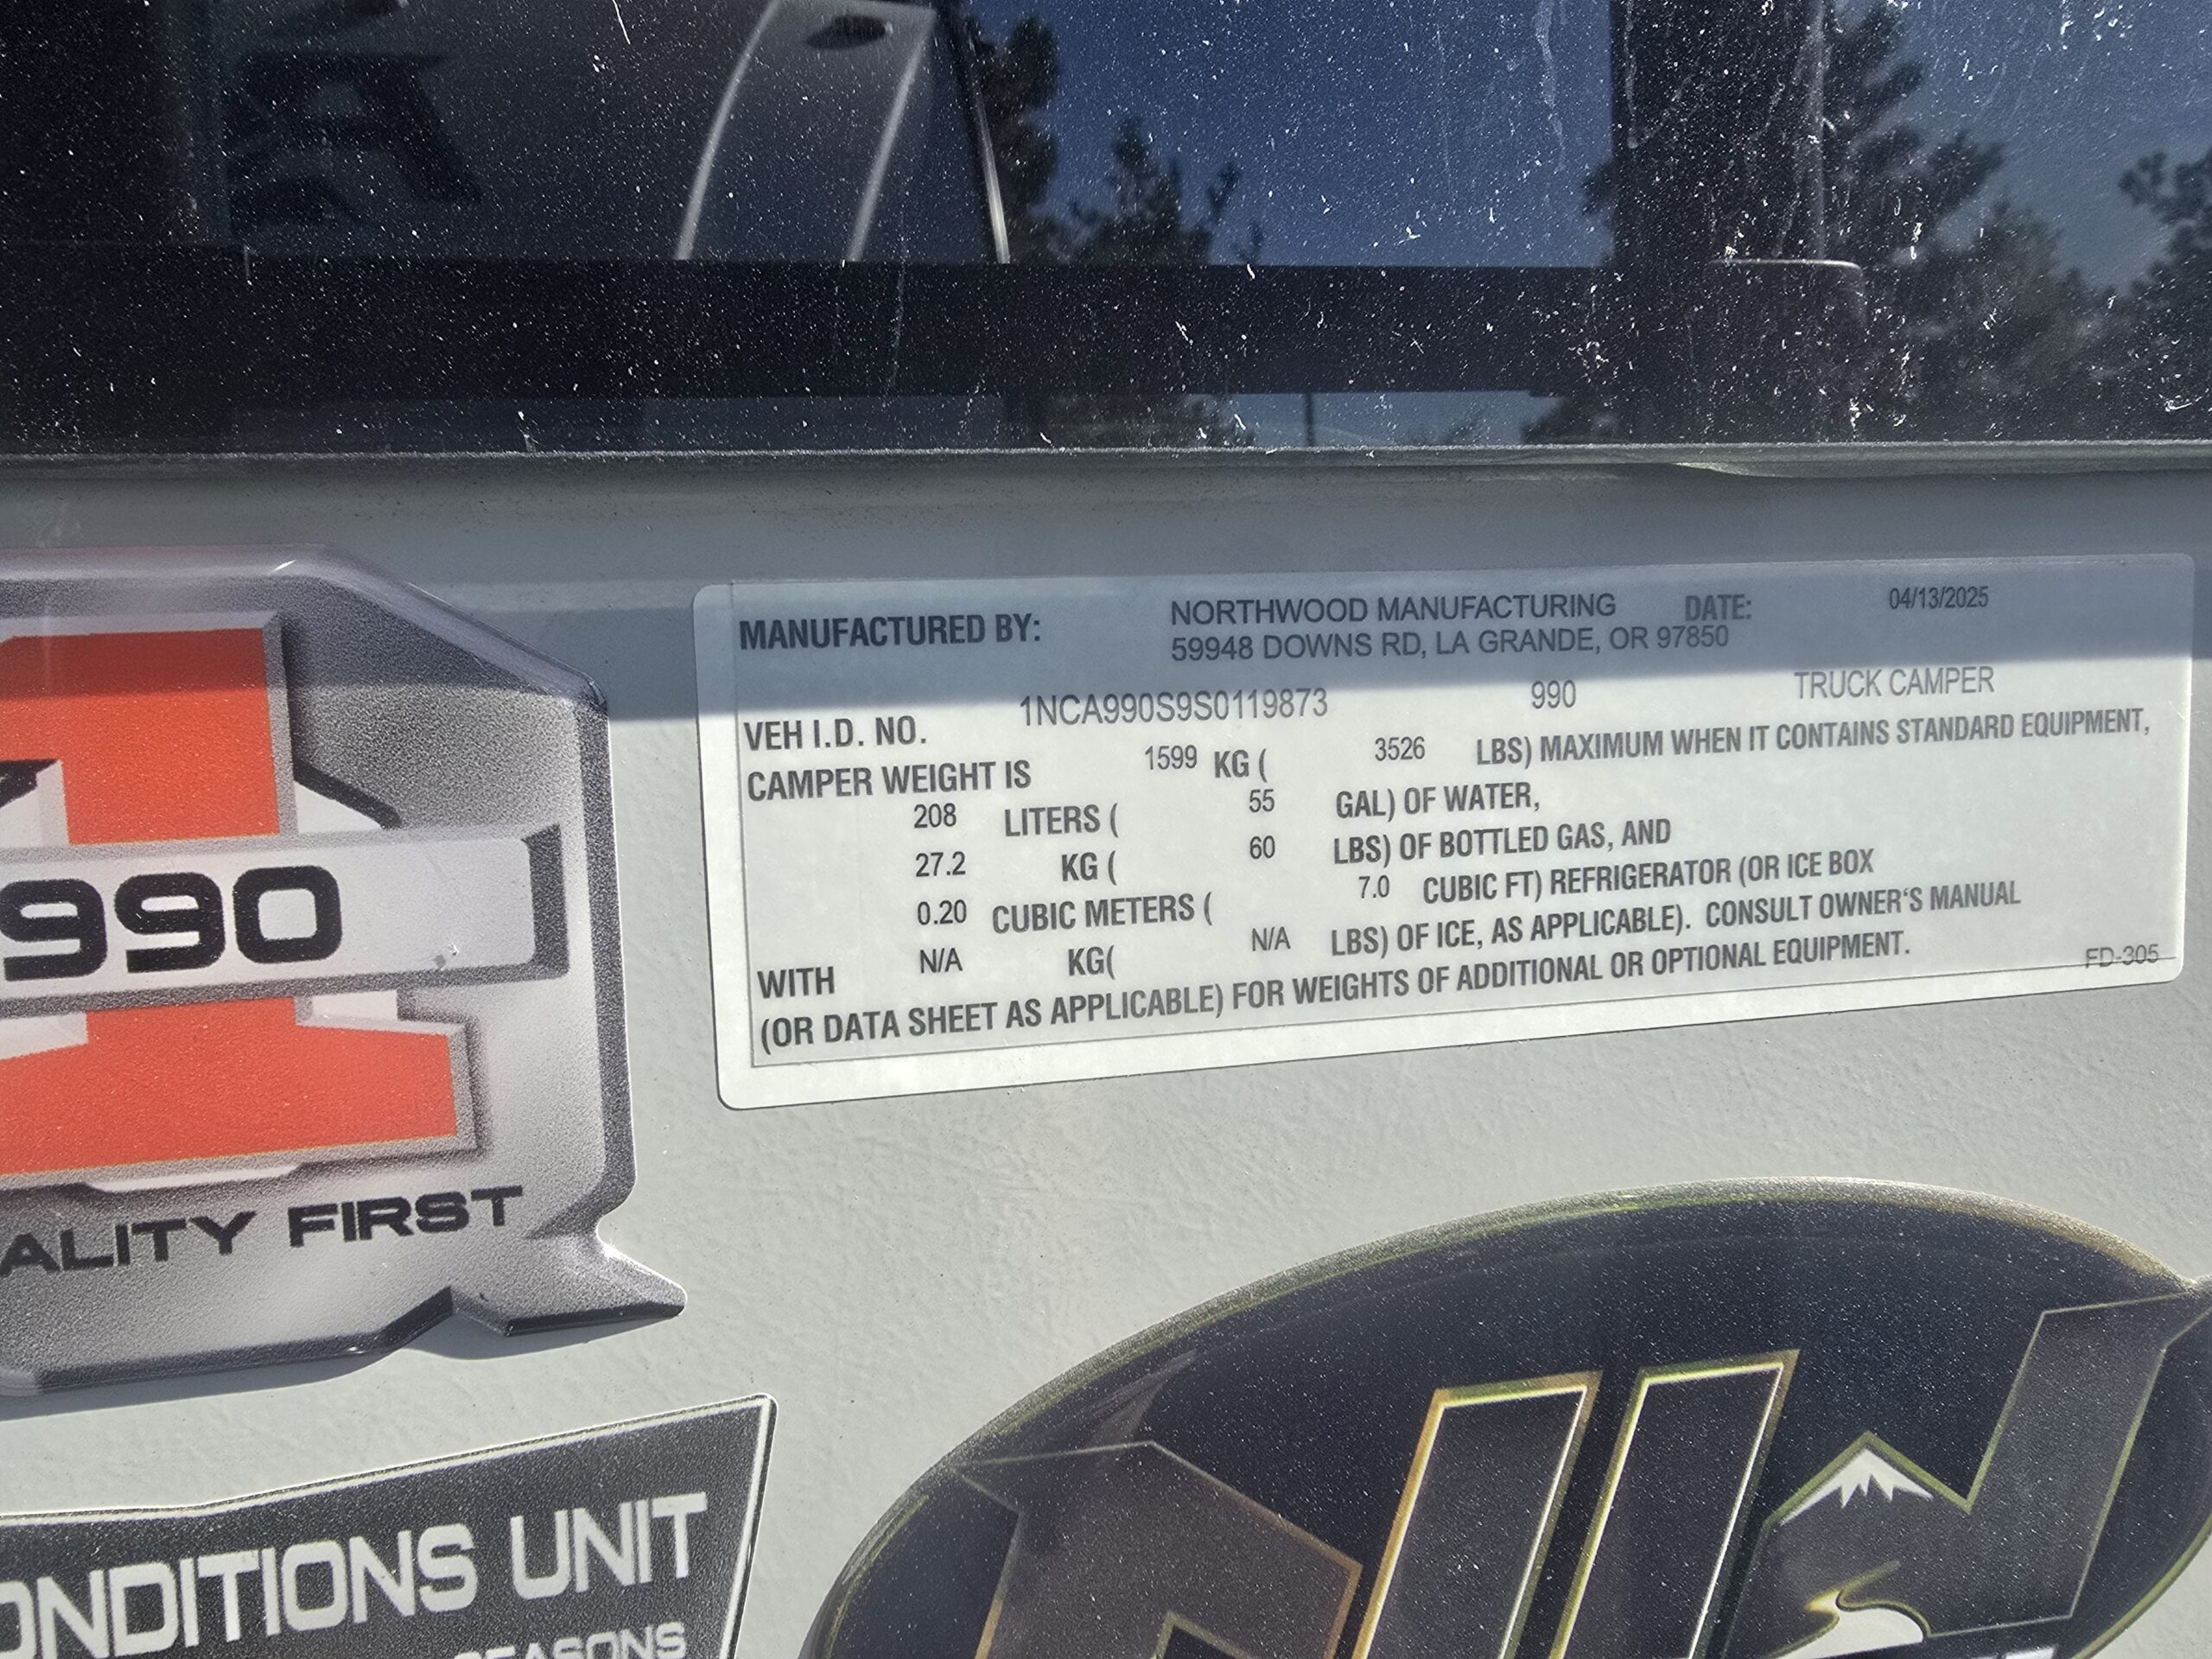 MANUFACTURED BY: NORTHWOOD MANUFACTURING DATE: 04/13/2025
59948 DOWNS RD, LA GRANDE, OR 97850
VEH I.D. NO. 1NCA990S9S0119873 990 TRUCK CAMPER
CAMPER WEIGHT IS 1599 KG ( 3526 LBS) MAXIMUM WHEN IT CONTAINS STANDARD EQUIPMENT,
208 LITERS ( 55 GAL) OF WATER,
27.2 KG ( 60 LBS) OF BOTTLED GAS, AND
0.20 CUBIC METERS ( 7.0 CUBIC FT) REFRIGERATOR (OR ICE BOX
WITH N/A KG( N/A LBS) OF ICE, AS APPLICABLE). CONSULT OWNER'S MANUAL
(OR DATA SHEET AS APPLICABLE) FOR WEIGHTS OF ADDITIONAL OR OPTIONAL EQUIPMENT.
FD-305
990
ALITY FIRST
ONDITIONS UNIT
SEASONS